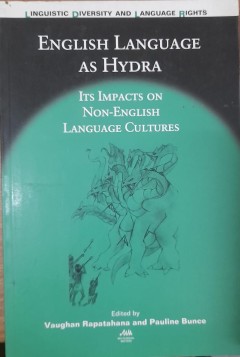 LINGUISTIC DIVERSITY AND LANGUAGE RIGHTS
ENGLISH LANGUAGE
AS HYDRA
ITS IMPACTS ON
NON-ENGLISH
LANGUAGE CULTURES
Edited by
Vaughan Rapatahana and Pauline Bunce